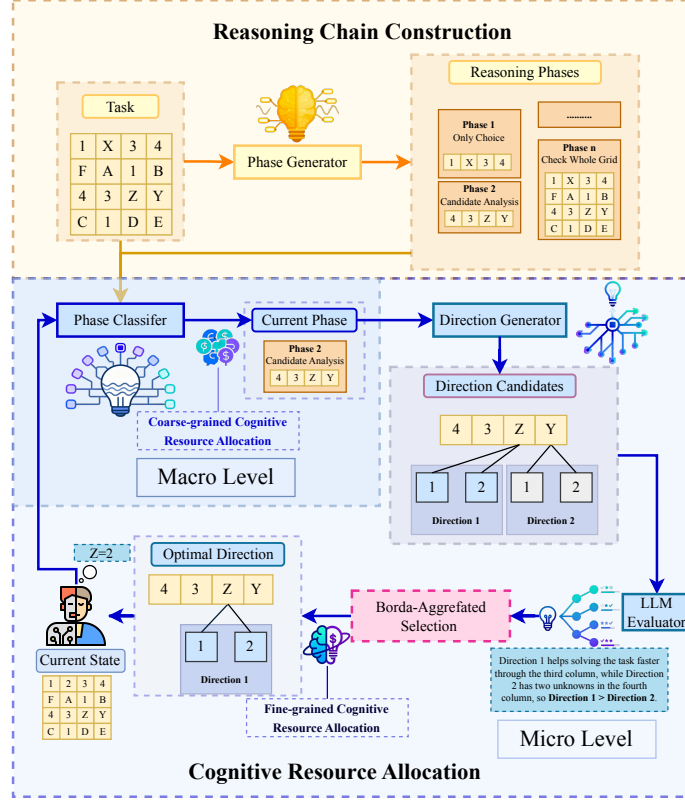 Reasoning Chain Construction
Task
1 X 3 4
F A 1 B
4 3 Z Y
C 1 D E
Phase Generator
Reasoning Phases
Phase 1
Only Choice
1 X 3 4
Phase 2
Candidate Analysis
4 3 Z Y
..........
Phase n
Check Whole Grid
1 X 3 4
F A 1 B
4 3 Z Y
C 1 D E
Phase Classifer
Current Phase
Phase 2
Candidate Analysis
4 3 Z Y
Coarse-grained Cognitive
Resource Allocation
Macro Level
Direction Generator
Direction Candidates
4 3 Z Y
1 2 1 2
Direction 1 Direction 2
LLM
Evaluator
Direction 1 helps solving the task faster
through the third column, while Direction
2 has two unknowns in the fourth
column, so Direction 1 > Direction 2.
Micro Level
Borda-Aggrefated
Selection
Optimal Direction
4 3 Z Y
1 2
Direction 1
Fine-grained Cognitive
Resource Allocation
Z=2
Current State
1 2 3 4
F A 1 B
4 3 Z Y
C 1 D E
Cognitive Resource Allocation